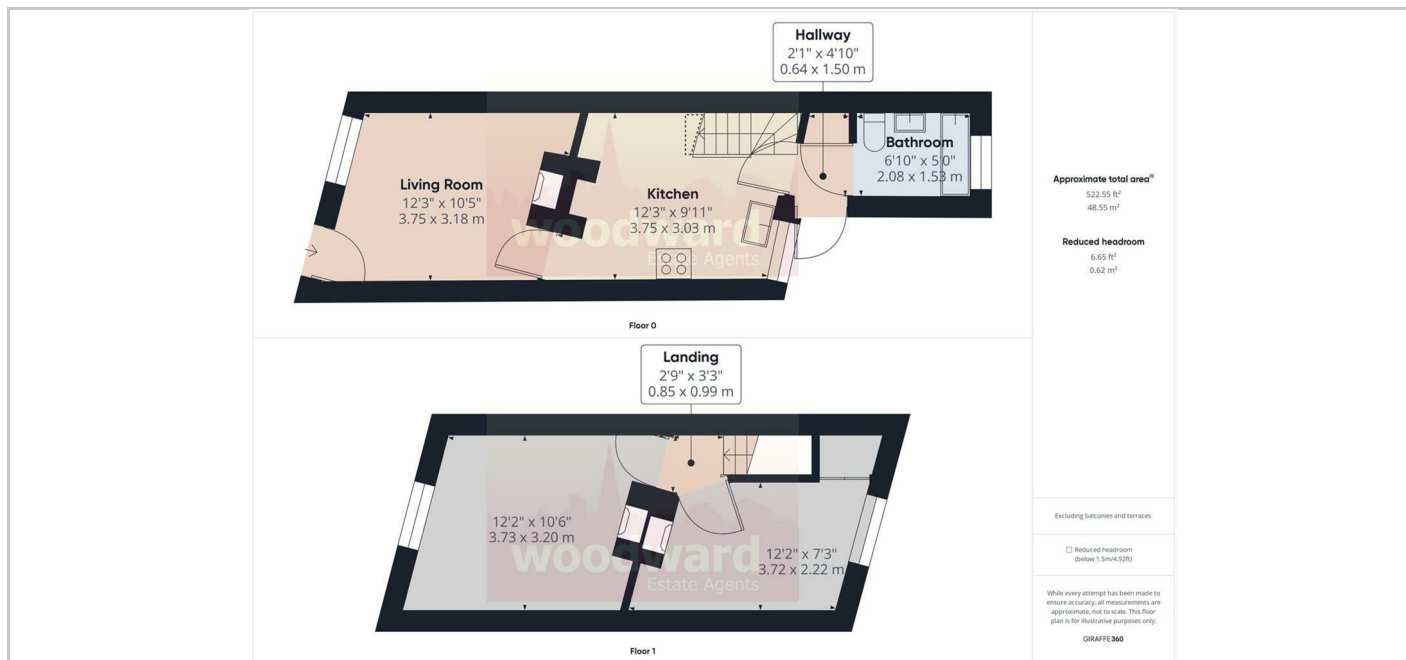 Hallway
2'1" x 4'10"
0.64 x 1.50 m
Living Room
12'3" x 10'5"
3.75 x 3.18 m
Kitchen
12'3" x 9'11"
3.75 x 3.03 m
Bathroom
6'10" x 5'0"
2.08 x 1.53 m
woodward
Estate Agents
Floor 0
Landing
2'9" x 3'3"
0.85 x 0.99 m
12'2" x 10'6"
3.73 x 3.20 m
12'2" x 7'3"
3.72 x 2.22 m
woodward
Estate Agents
Floor 1
Approximate total area⁽¹⁾
522.55 ft²
48.55 m²
Reduced headroom
6.65 ft²
0.62 m²
Excluding balconies and terraces
Reduced headroom
(below 1.5m/4.92ft)
While every attempt has been made to
ensure accuracy, all measurements are
approximate, not to scale. This floor
plan is for illustrative purposes only.
GIRAFFE360